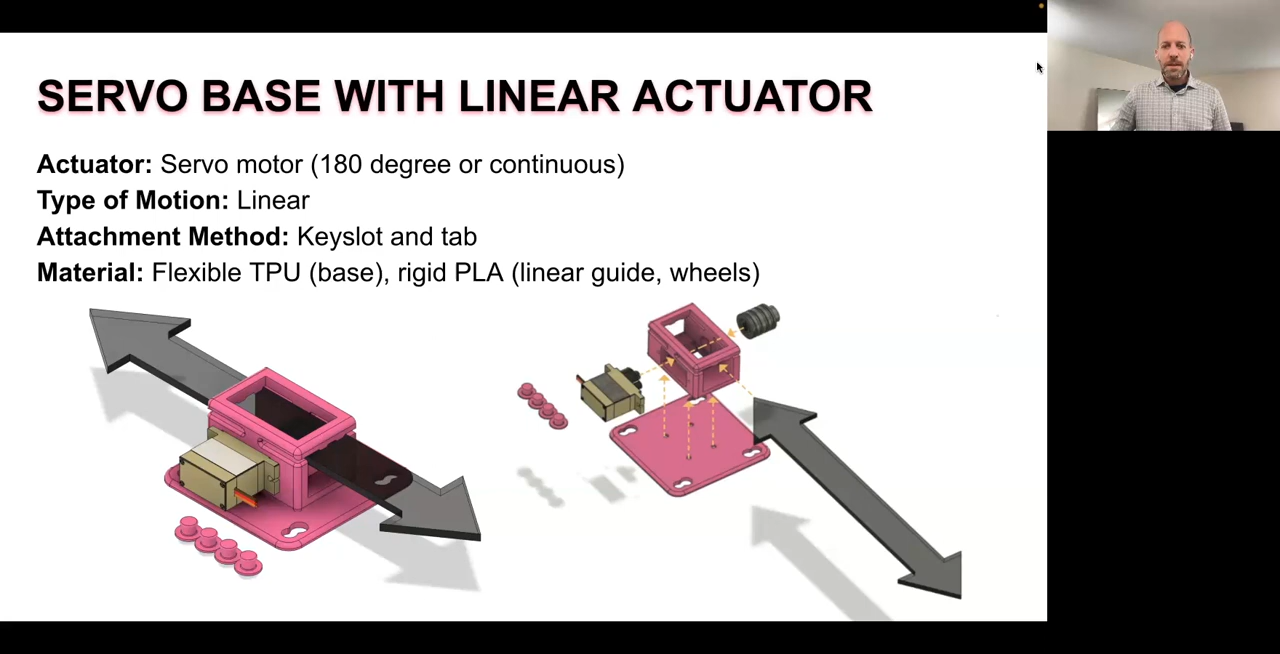 SERVO BASE WITH LINEAR ACTUATOR
Actuator: Servo motor (180 degree or continuous)
Type of Motion: Linear
Attachment Method: Keyslot and tab
Material: Flexible TPU (base), rigid PLA (linear guide, wheels)